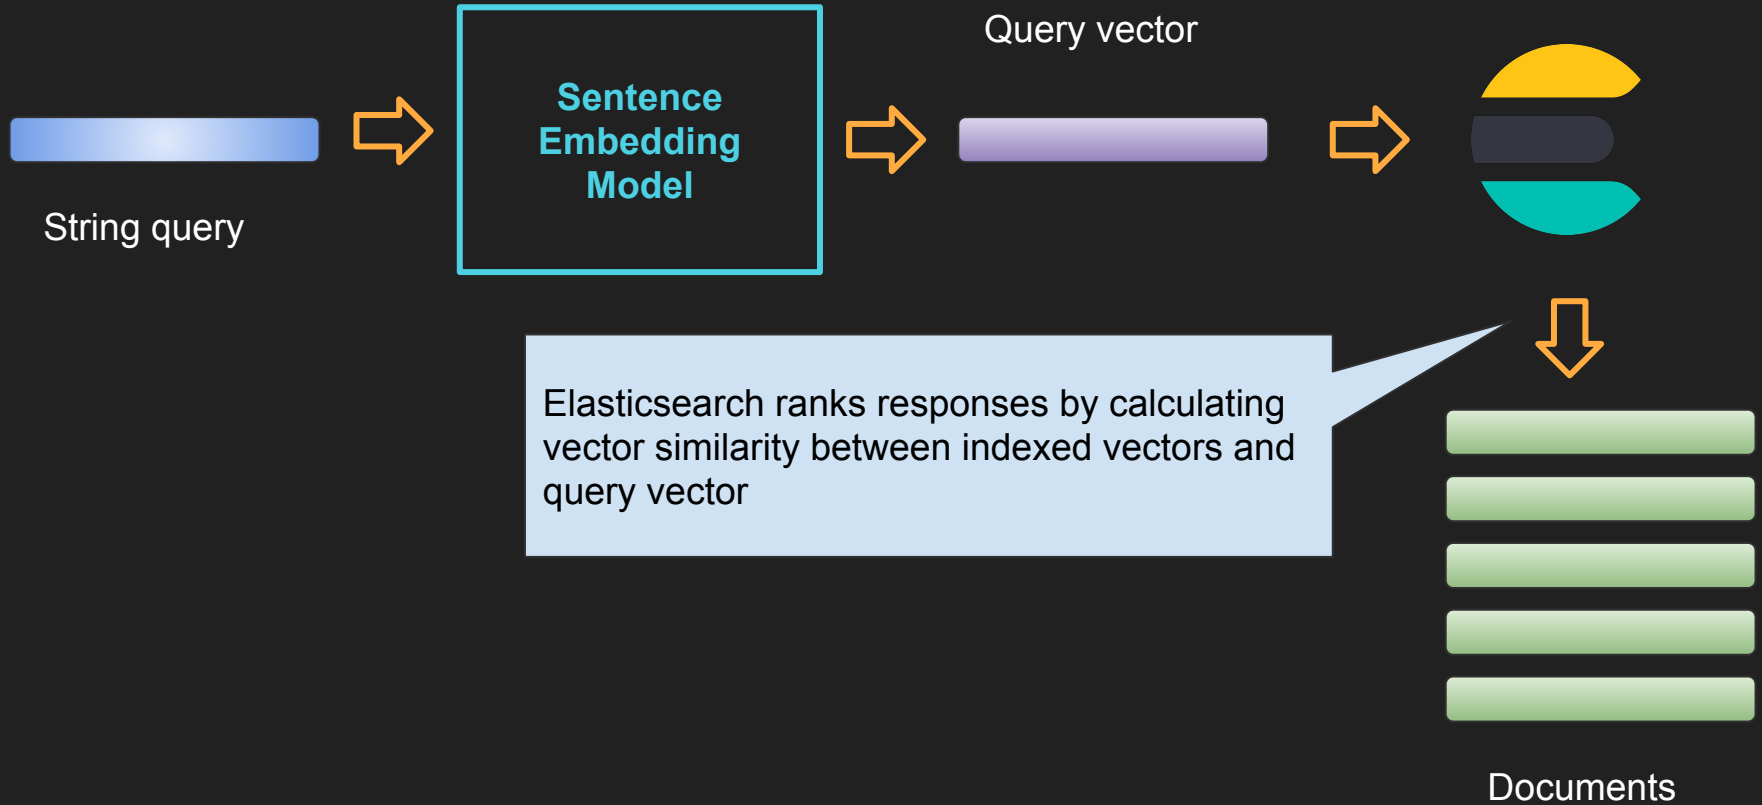 Query vector
Sentence
Embedding
Model
String query
Elasticsearch ranks responses by calculating
vector similarity between indexed vectors and
query vector
Documents